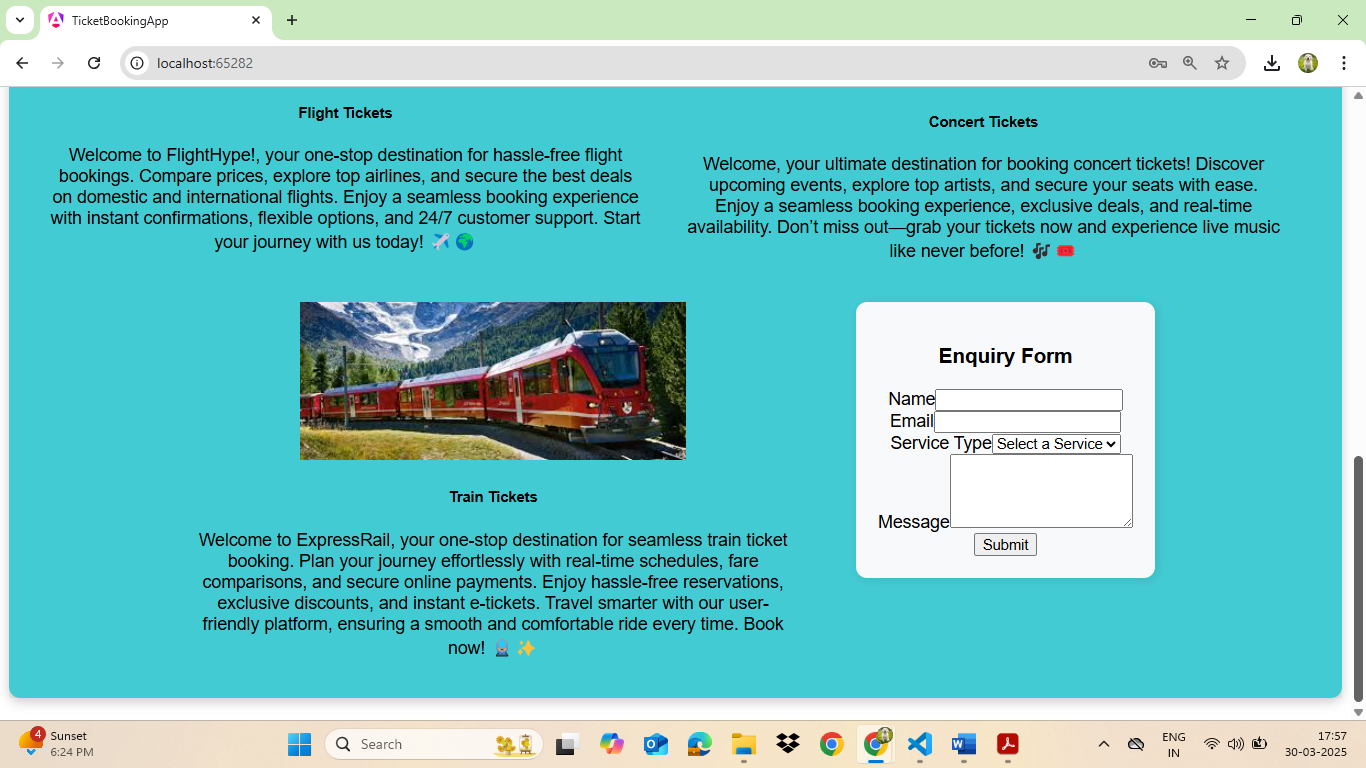 TicketBookingApp
localhost:65282
Flight Tickets
Welcome to FlightHype!, your one-stop destination for hassle-free flight
bookings. Compare prices, explore top airlines, and secure the best deals
on domestic and international flights. Enjoy a seamless booking experience
with instant confirmations, flexible options, and 24/7 customer support. Start
your journey with us today! ✈️ 🌍
Concert Tickets
Welcome, your ultimate destination for booking concert tickets! Discover
upcoming events, explore top artists, and secure your seats with ease.
Enjoy a seamless booking experience, exclusive deals, and real-time
availability. Don’t miss out—grab your tickets now and experience live music
like never before! 🎶 🎟️
Train Tickets
Welcome to ExpressRail, your one-stop destination for seamless train ticket
booking. Plan your journey effortlessly with real-time schedules, fare
comparisons, and secure online payments. Enjoy hassle-free reservations,
exclusive discounts, and instant e-tickets. Travel smarter with our user-
friendly platform, ensuring a smooth and comfortable ride every time. Book
now! 🚆 ✨
Enquiry Form
Name
Email
Service Type Select a Service
Message
Submit
4
Sunset
6:24 PM
Search
ENG
IN
17:57
30-03-2025